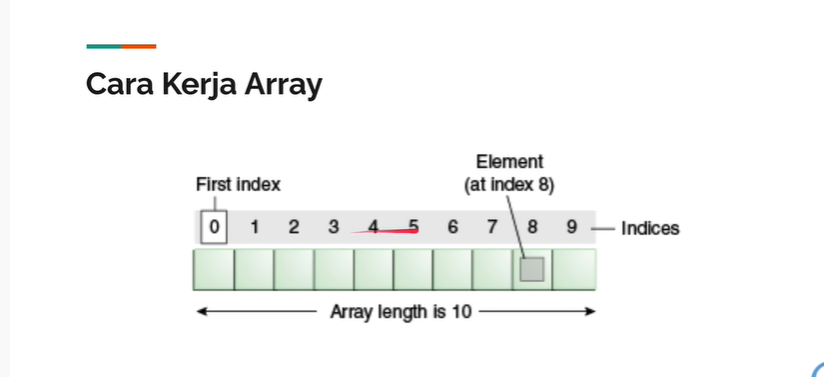 Cara Kerja Array
Element
(at index 8)
First index
0 1 2 3 4 5 6 7 8 9
Indices
Array length is 10